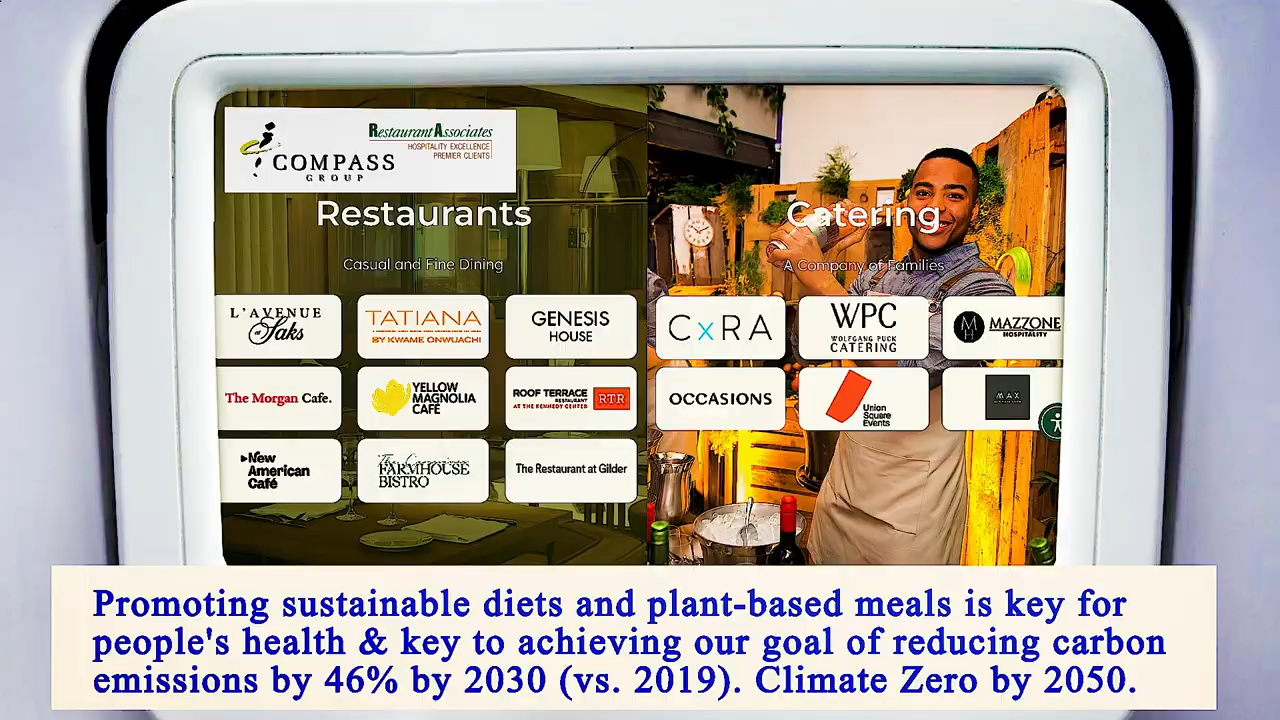 COMPASS
GROUP
RESTAURANT ASSOCIATES
HOSPITALITY EXCELLENCE
PREMIER CLIENTS
Restaurants
Casual and Fine Dining
L'AVENUE
Saks
TATIANA
BY KWAME ONWUACHI
GENESIS
HOUSE
The Morgan Cafe.
YELLOW
MAGNOLIA
CAFÉ
ROOF TERRACE
RESTAURANT
AT THE KENNEDY CENTER
RTR
New
American
Café
FARMHOUSE
BISTRO
The Restaurant at Gilder
Catering
A Company of Families
CxRA
WPC
WOLFGANG PUCK
CATERING
MH
MAZZONE
HOSPITALITY
OCCASIONS
Union
Square
Events
MAX
Promoting sustainable diets and plant-based meals is key for
people's health & key to achieving our goal of reducing carbon
emissions by 46% by 2030 (vs. 2019). Climate Zero by 2050.